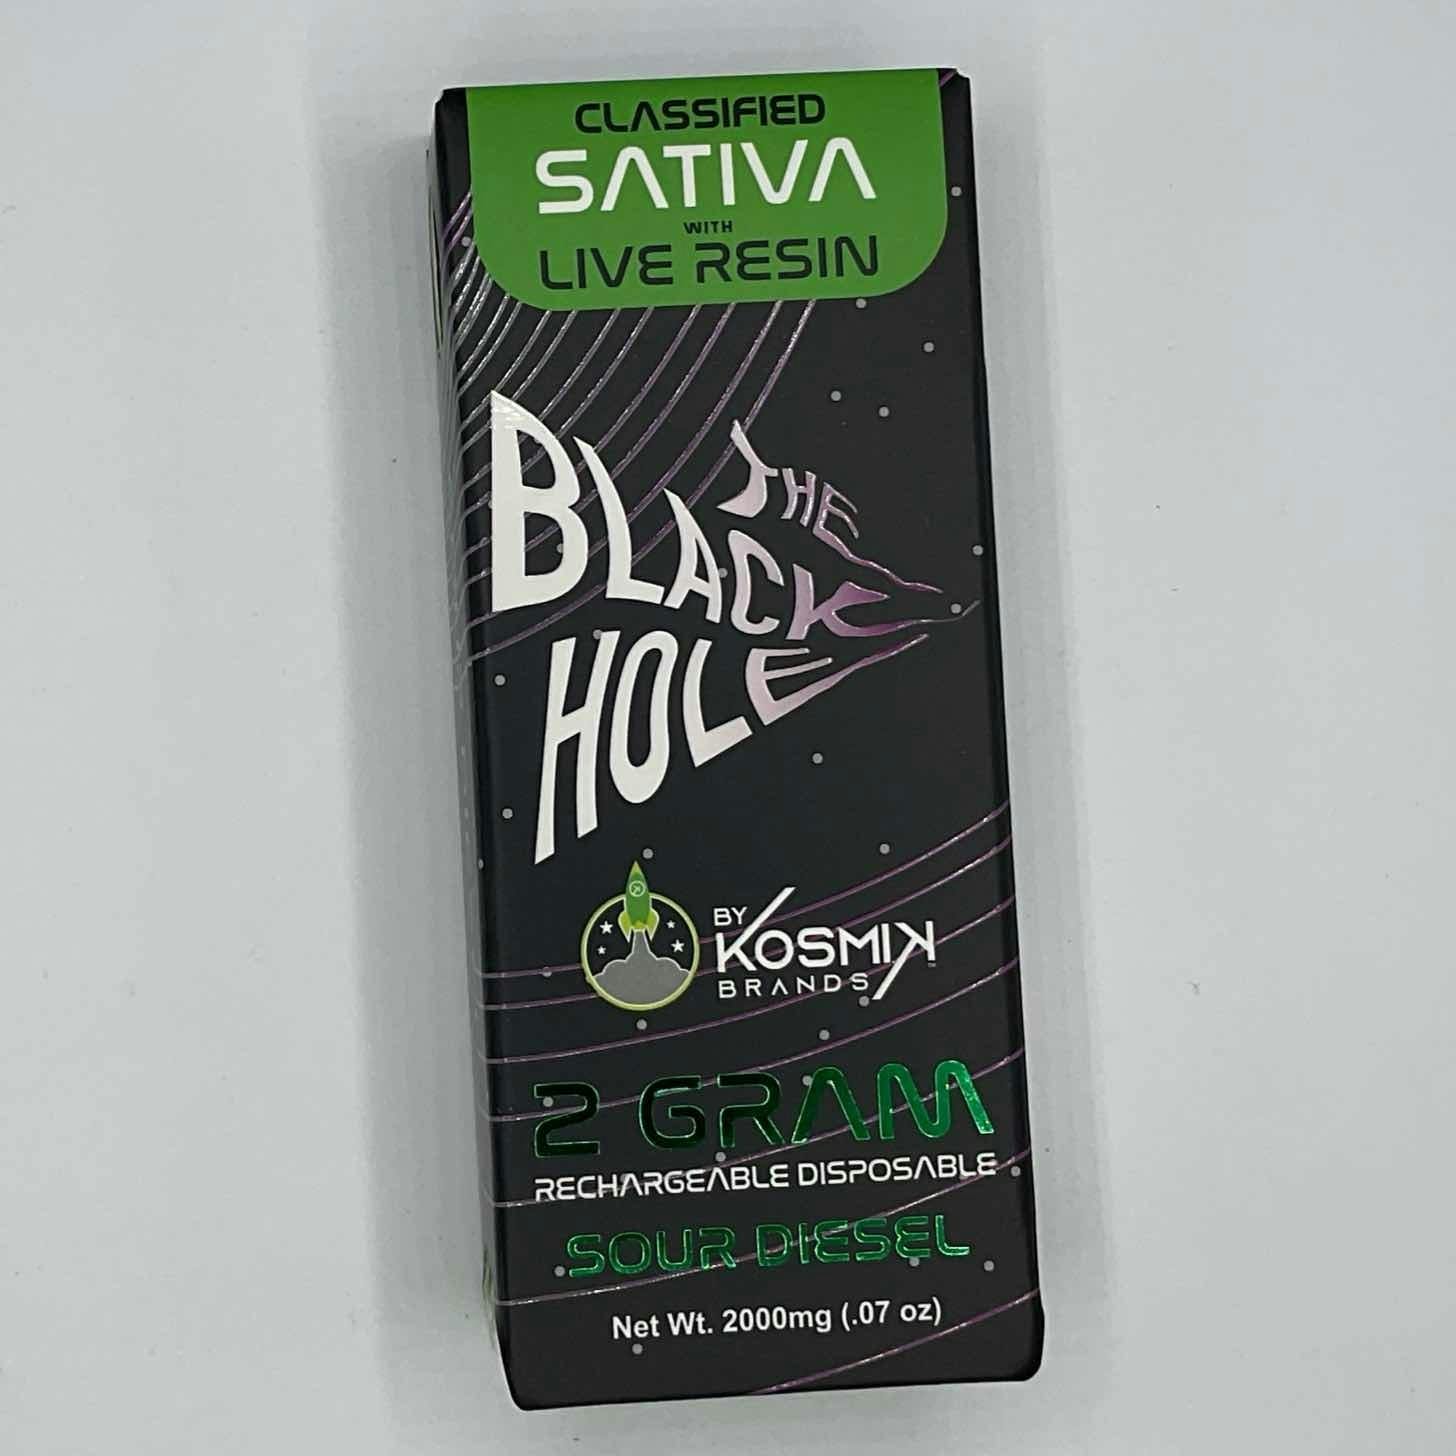 CLASSIFIED
SATIVA
WITH
LIVE RESIN
THE
BLACK
HOLE
BY
KOSMIK
BRANDS
2 GRAM
RECHARGEABLE DISPOSABLE
SOUR DIESEL
Net Wt. 2000mg (.07 oz)